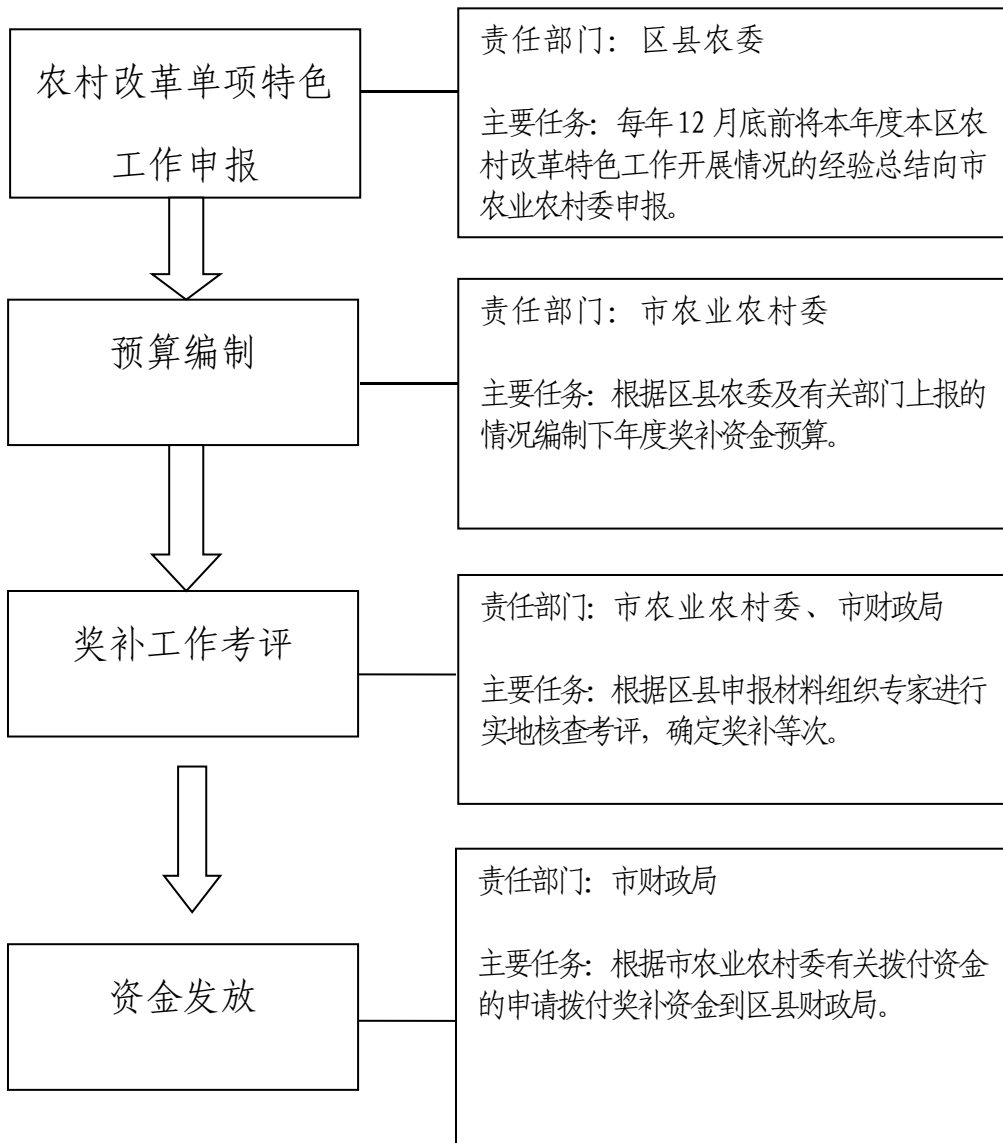 农村改革单项特色
工作申报
责任部门：区县农委
主要任务：每年12月底前将本年度本区农
村改革特色工作开展情况的经验总结向市
农业农村委申报。
预算编制
责任部门：市农业农村委
主要任务：根据区县农委及有关部门上报的
情况编制下年度奖补资金预算。
奖补工作考评
责任部门：市农业农村委、市财政局
主要任务：根据区县申报材料组织专家进行
实地核查考评，确定奖补等次。
资金发放
责任部门：市财政局
主要任务：根据市农业农村委有关拨付资金
的申请拨付奖补资金到区县财政局。